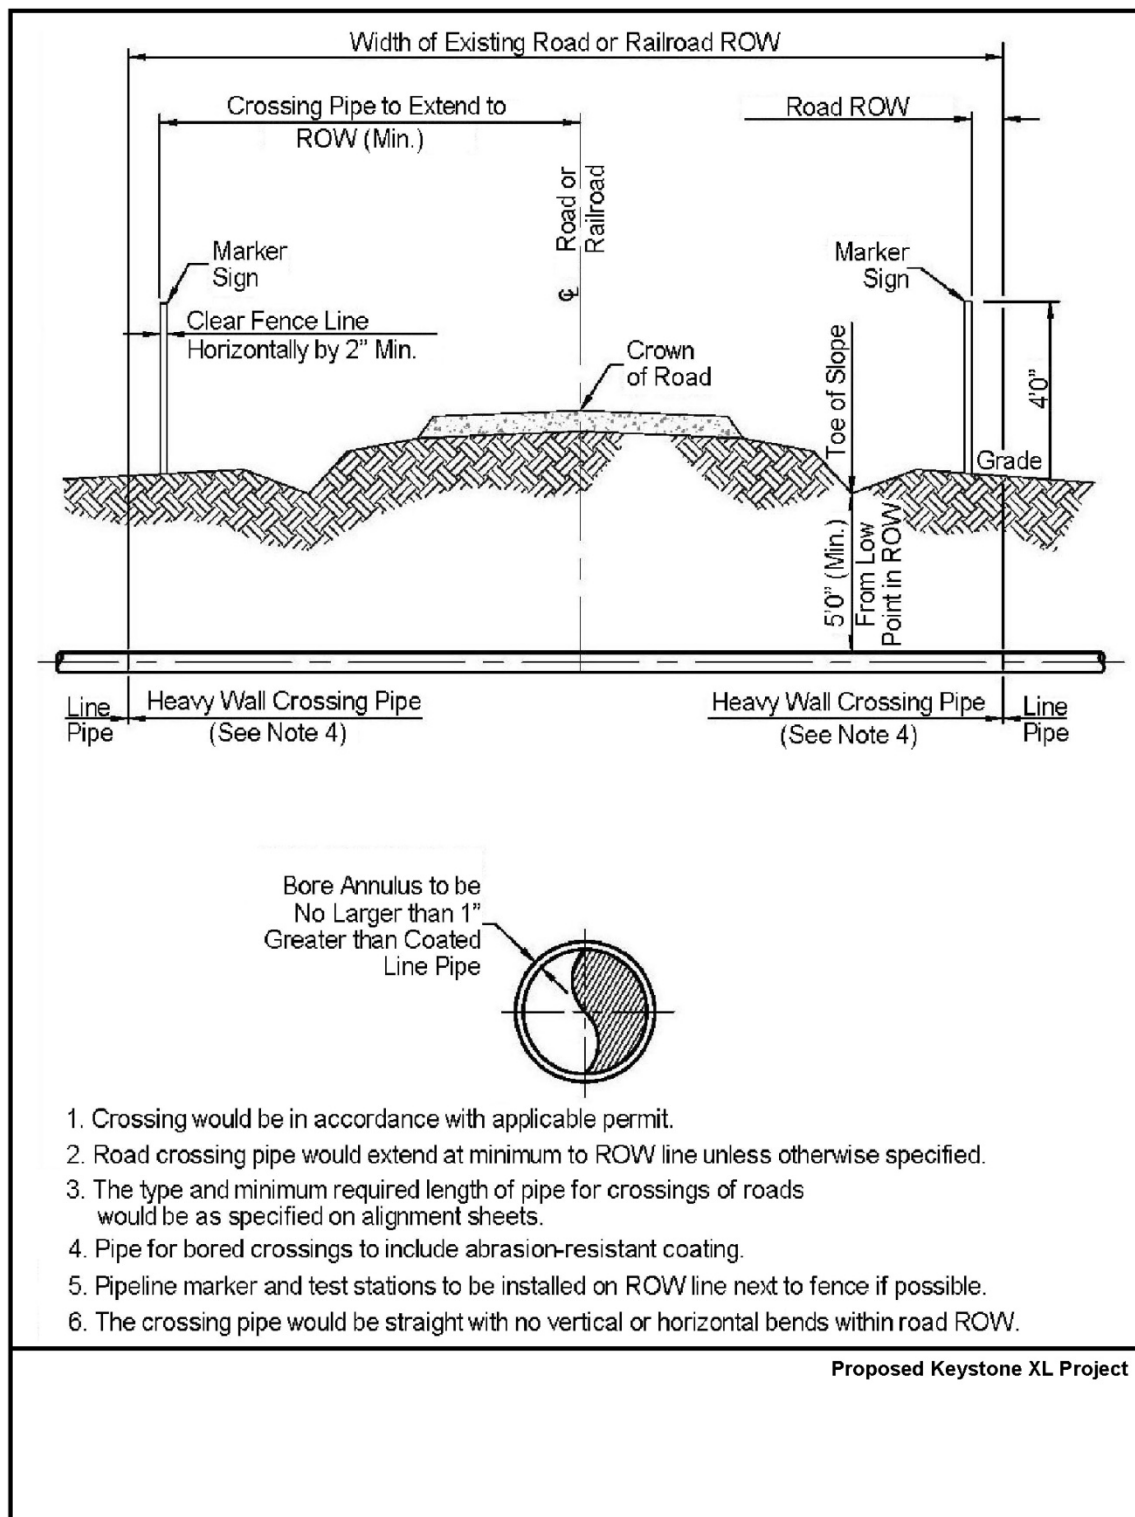 Width of Existing Road or Railroad ROW
Crossing Pipe to Extend to
ROW (Min.)
Road ROW
℄ Road or
Railroad
Marker
Sign
Marker
Sign
Clear Fence Line
Horizontally by 2" Min.
Crown
of Road
Toe of Slope
4'0"
Grade
5'0" (Min.)
From Low
Point in ROW
Line
Pipe
Heavy Wall Crossing Pipe
(See Note 4)
Heavy Wall Crossing Pipe
(See Note 4)
Line
Pipe
Bore Annulus to be
No Larger than 1"
Greater than Coated
Line Pipe
1. Crossing would be in accordance with applicable permit.
2. Road crossing pipe would extend at minimum to ROW line unless otherwise specified.
3. The type and minimum required length of pipe for crossings of roads
would be as specified on alignment sheets.
4. Pipe for bored crossings to include abrasion-resistant coating.
5. Pipeline marker and test stations to be installed on ROW line next to fence if possible.
6. The crossing pipe would be straight with no vertical or horizontal bends within road ROW.
Proposed Keystone XL Project